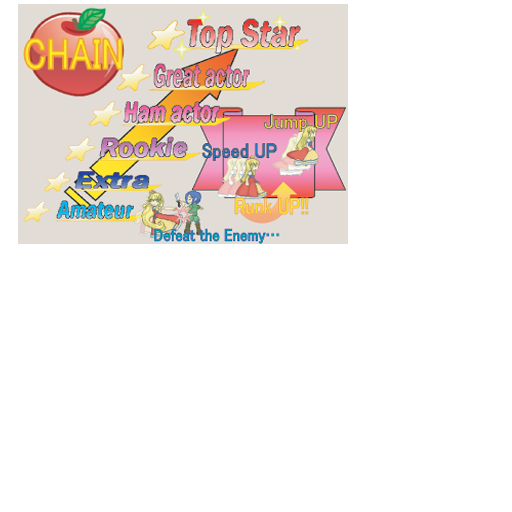 CHAIN
Top Star
Great actor
Ham actor
Jump UP
Rookie
Speed UP
Extra
Amateur
Runk UP!!
Defeat the Enemy…